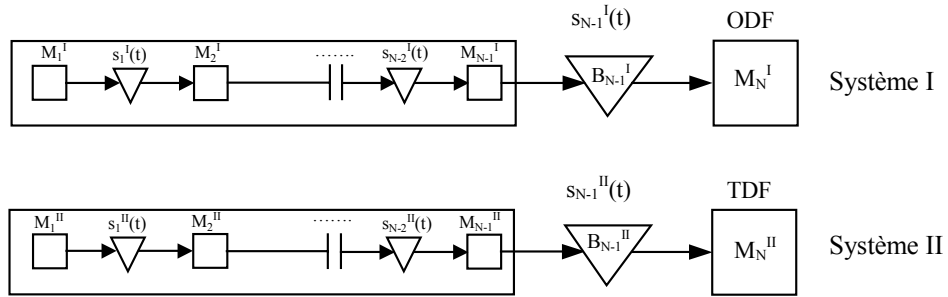 s_{N-1}^{I}(t) ODF
M_1^{I} s_1^{I}(t) M_2^{I} ........ s_{N-2}^{I}(t) M_{N-1}^{I}
B_{N-1}^{I} M_N^{I} Système I
s_{N-1}^{II}(t) TDF
M_1^{II} s_1^{II}(t) M_2^{II} ........ s_{N-2}^{II}(t) M_{N-1}^{II}
B_{N-1}^{II} M_N^{II} Système II